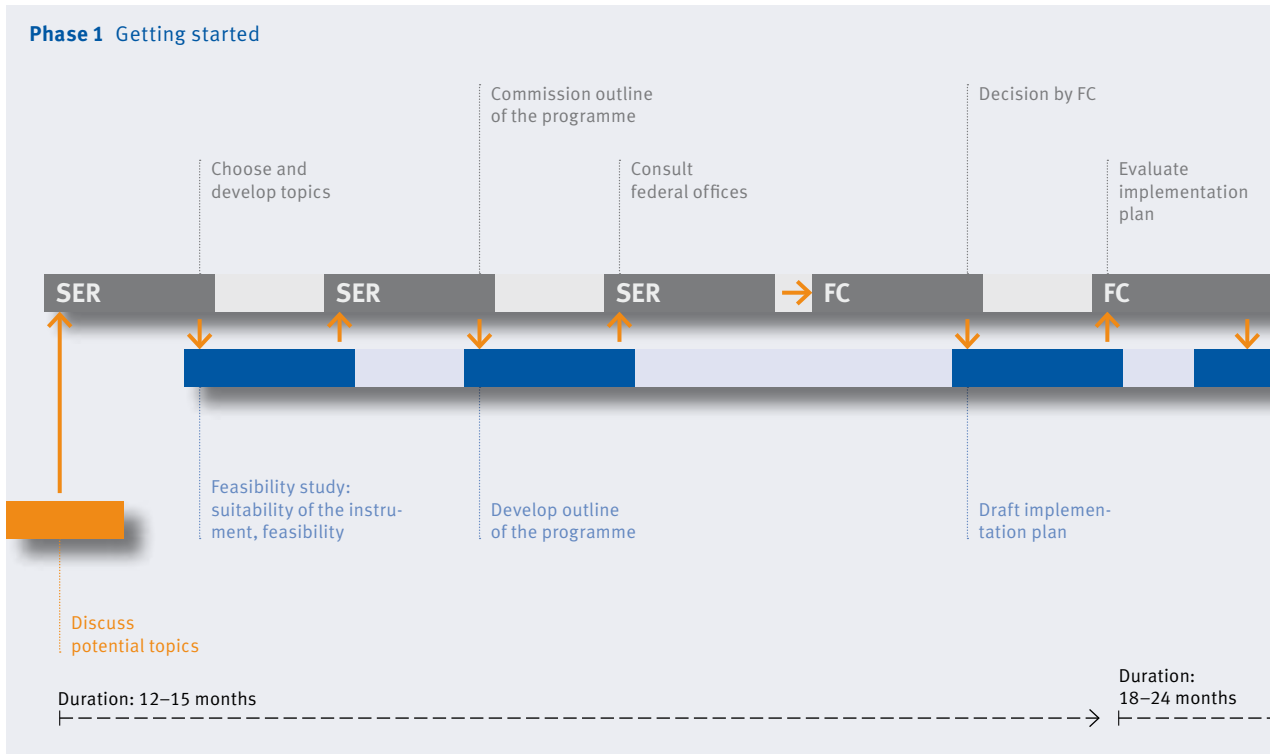 Phase 1 Getting started
Commission outline
of the programme
Decision by FC
Choose and
develop topics
Consult
federal offices
Evaluate
implementation
plan
SER
SER
SER
FC
FC
Feasibility study:
suitability of the instru-
ment, feasibility
Develop outline
of the programme
Draft implemen-
tation plan
Discuss
potential topics
Duration: 12–15 months
Duration:
18–24 months